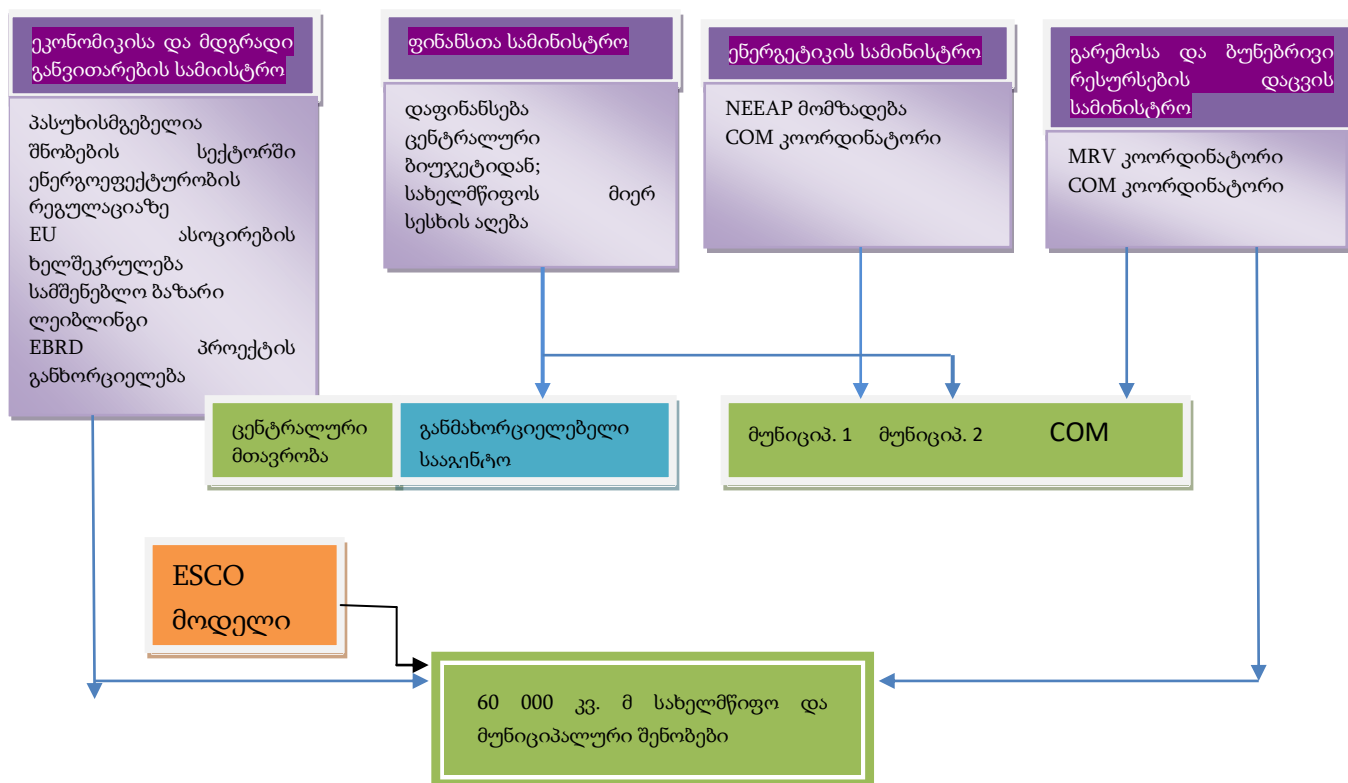 ეკონომიკისა და მდგრადი
განვითარების სამიისტრო
პასუხისმგებელია
შნობების სექტორში
ენერგოეფექტურობის
რეგულაციაზე
EU ასოცირების
ხელშეკრულება
სამშენებლო ბაზარი
ლეიბლინგი
EBRD პროექტის
განხორციელება
ფინანსთა სამინისტრო
დაფინანსება
ცენტრალური
ბიუჯეტიდან;
სახელმწიფოს მიერ
სესხის აღება
ენერგეტიკის სამინისტრო
NEEAP მომზადება
COM კოორდინატორი
გარემოსა და ბუნებრივი
რესურსების დაცვის
სამინისტრო
MRV კოორდინატორი
COM კოორდინატორი
ცენტრალური
მთავრობა
განმახორციელებელი
სააგენტო
მუნიციპ. 1 მუნიციპ. 2 COM
ESCO
მოდელი
60 000 კვ. მ სახელმწიფო და
მუნიციპალური შენობები